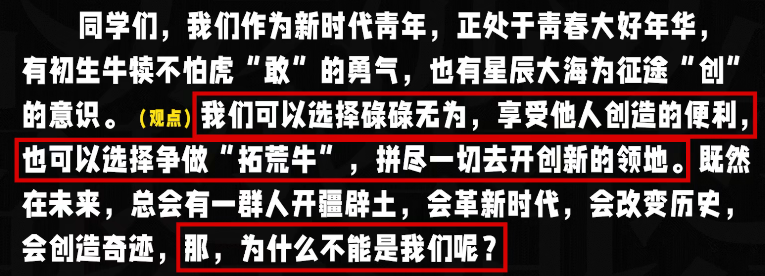 同学们，我们作为新时代青年，正处于青春大好年华，
有初生牛犊不怕虎“敢”的勇气，也有星辰大海为征途“创”
的意识。（观点）我们可以选择碌碌无为，享受他人创造的便利，
也可以选择争做“拓荒牛”，拼尽一切去开创新的领地。既然
在未来，总会有一群人开疆辟土，会革新时代，会改变历史，
会创造奇迹，那，为什么不能是我们呢？